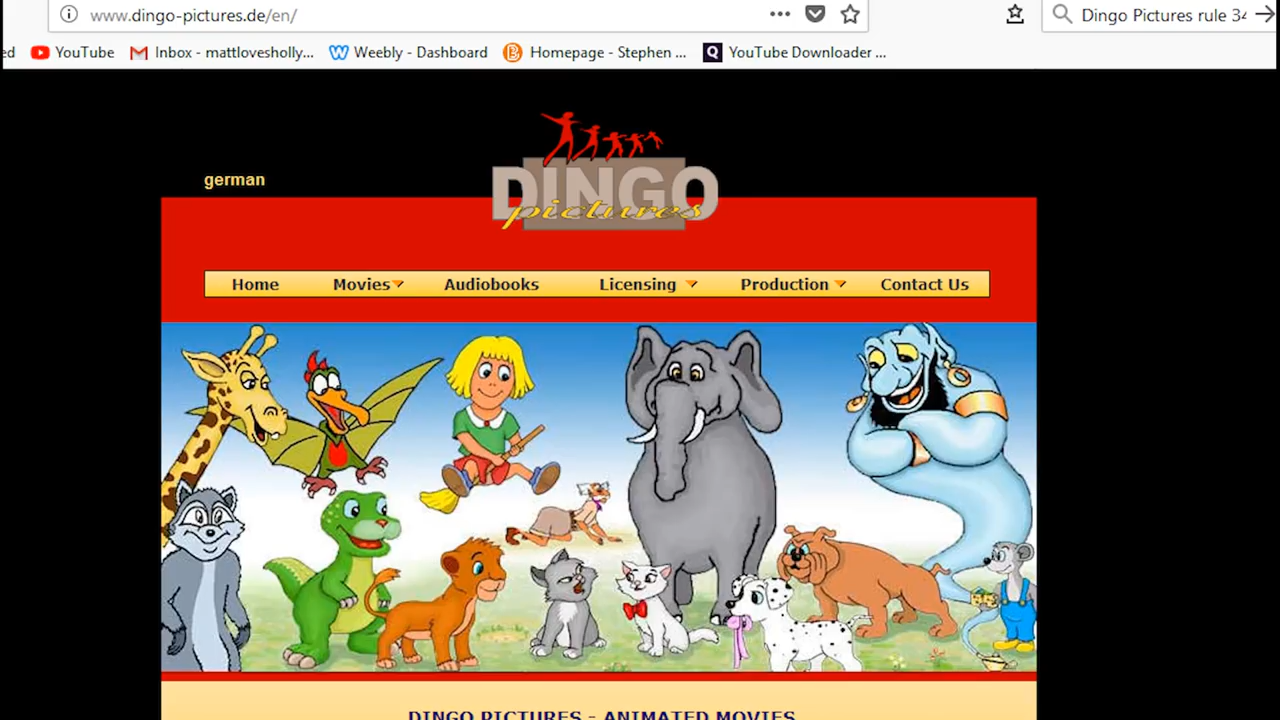 www.dingo-pictures.de/en/
Dingo Pictures rule 34
ed YouTube Inbox - mattlovesholly... Weebly - Dashboard Homepage - Stephen ... YouTube Downloader ...
DINGO
pictures
german
Home Movies Audiobooks Licensing Production Contact Us
DINGO PICTURES - ANIMATED MOVIES